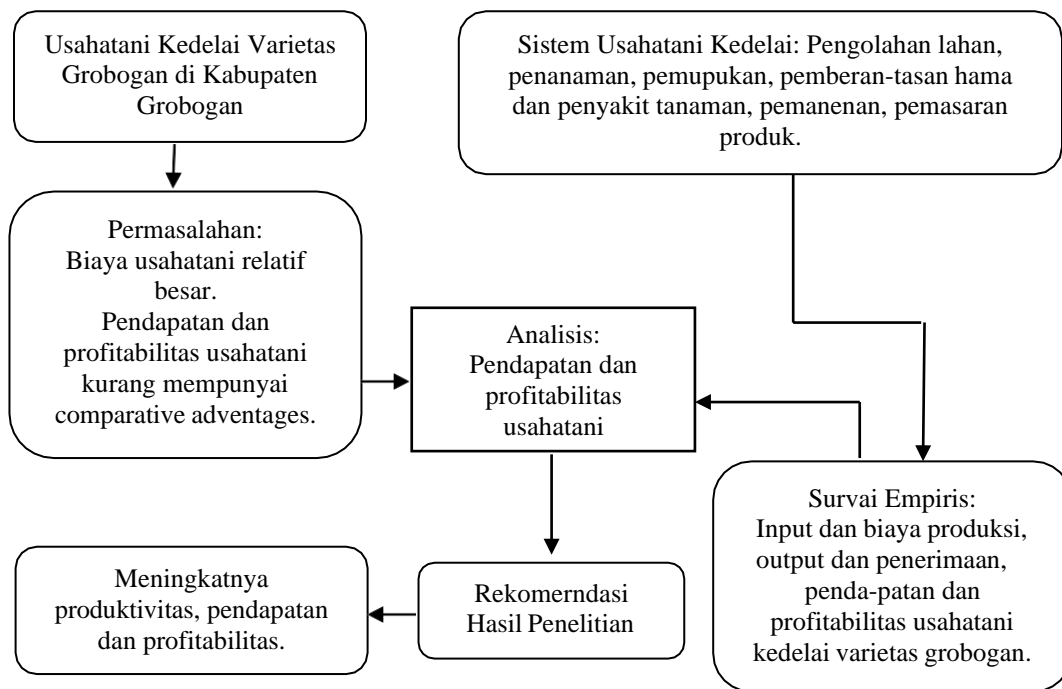 Usahatani Kedelai Varietas
Grobogan di Kabupaten
Grobogan
Sistem Usahatani Kedelai: Pengolahan lahan,
penanaman, pemupukan, pemberan-tasan hama
dan penyakit tanaman, pemanenan, pemasaran
produk.
Permasalahan:
Biaya usahatani relatif
besar.
Pendapatan dan
profitabilitas usahatani
kurang mempunyai
comparative adventages.
Analisis:
Pendapatan dan
profitabilitas
usahatani
Survai Empiris:
Input dan biaya produksi,
output dan penerimaan,
penda-patan dan
profitabilitas usahatani
kedelai varietas grobogan.
Rekomerndasi
Hasil Penelitian
Meningkatnya
produktivitas, pendapatan
dan profitabilitas.